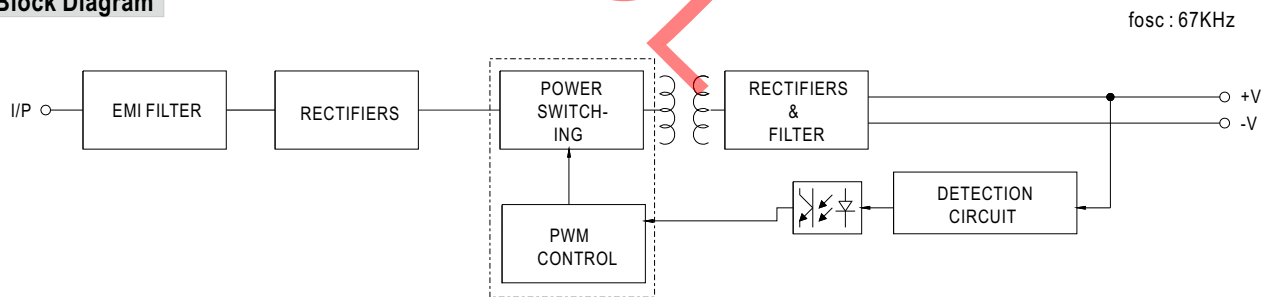 Block Diagram
fosc : 67KHz
I/P
EMI FILTER
RECTIFIERS
POWER
SWITCH-
ING
RECTIFIERS
&
FILTER
+V
-V
PWM
CONTROL
DETECTION
CIRCUIT